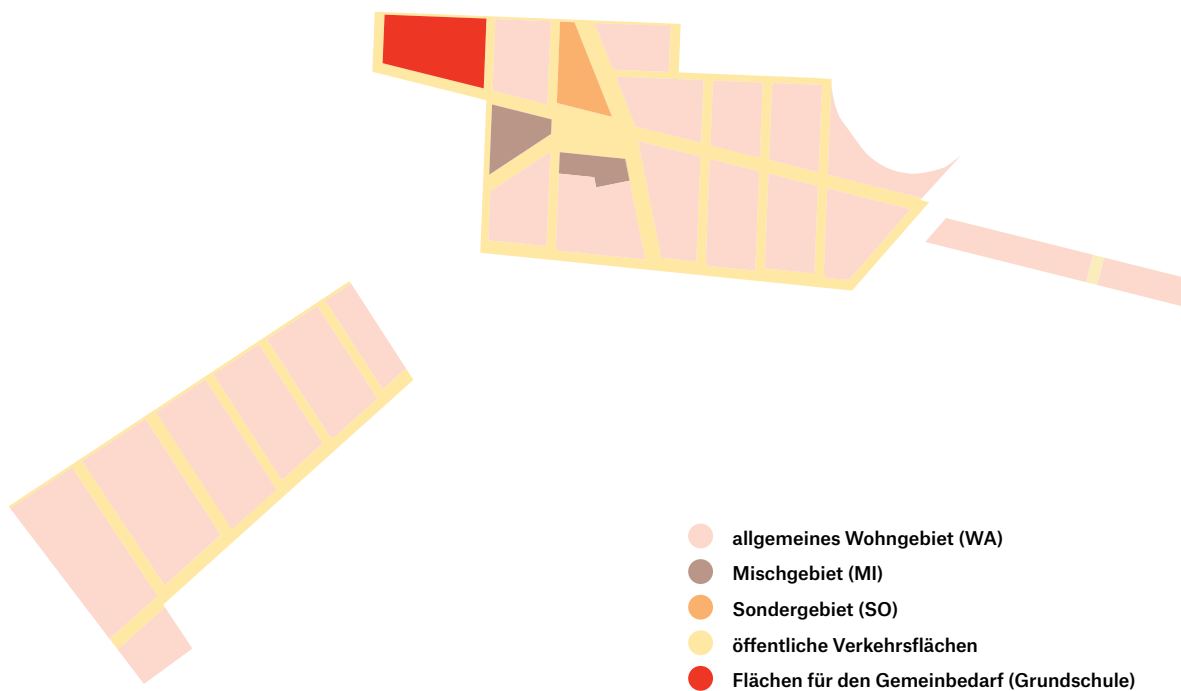 allgemeines Wohngebiet (WA)
Mischgebiet (MI)
Sondergebiet (SO)
öffentliche Verkehrsflächen
Flächen für den Gemeinbedarf (Grundschule)